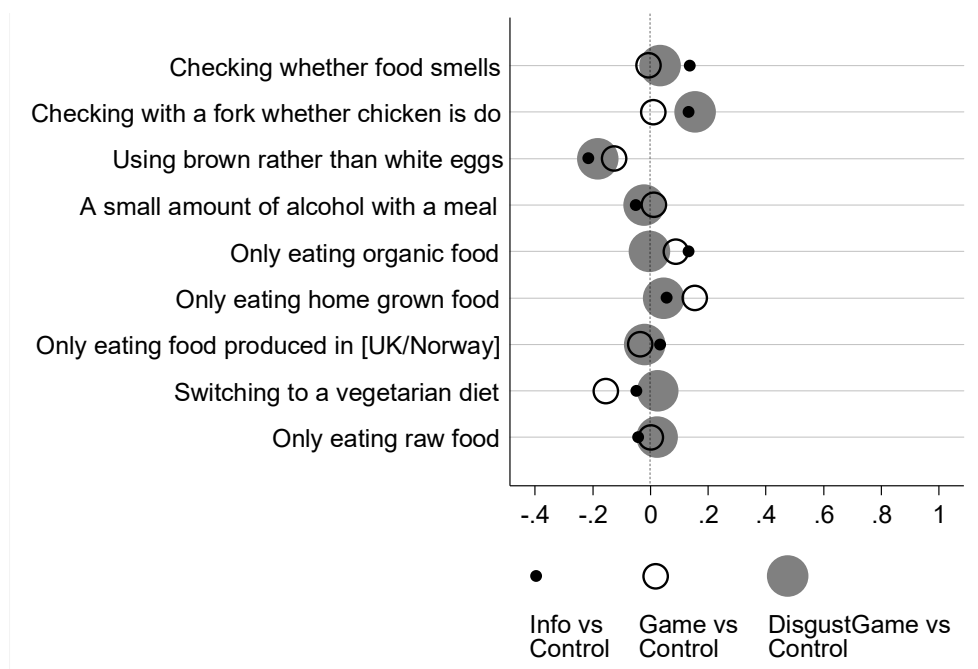 Checking whether food smells
Checking with a fork whether chicken is do
Using brown rather than white eggs
A small amount of alcohol with a meal
Only eating organic food
Only eating home grown food
Only eating food produced in [UK/Norway]
Switching to a vegetarian diet
Only eating raw food
-.4 -.2 0 .2 .4 .6 .8 1
Info vs Game vs DisgustGame vs
Control Control Control